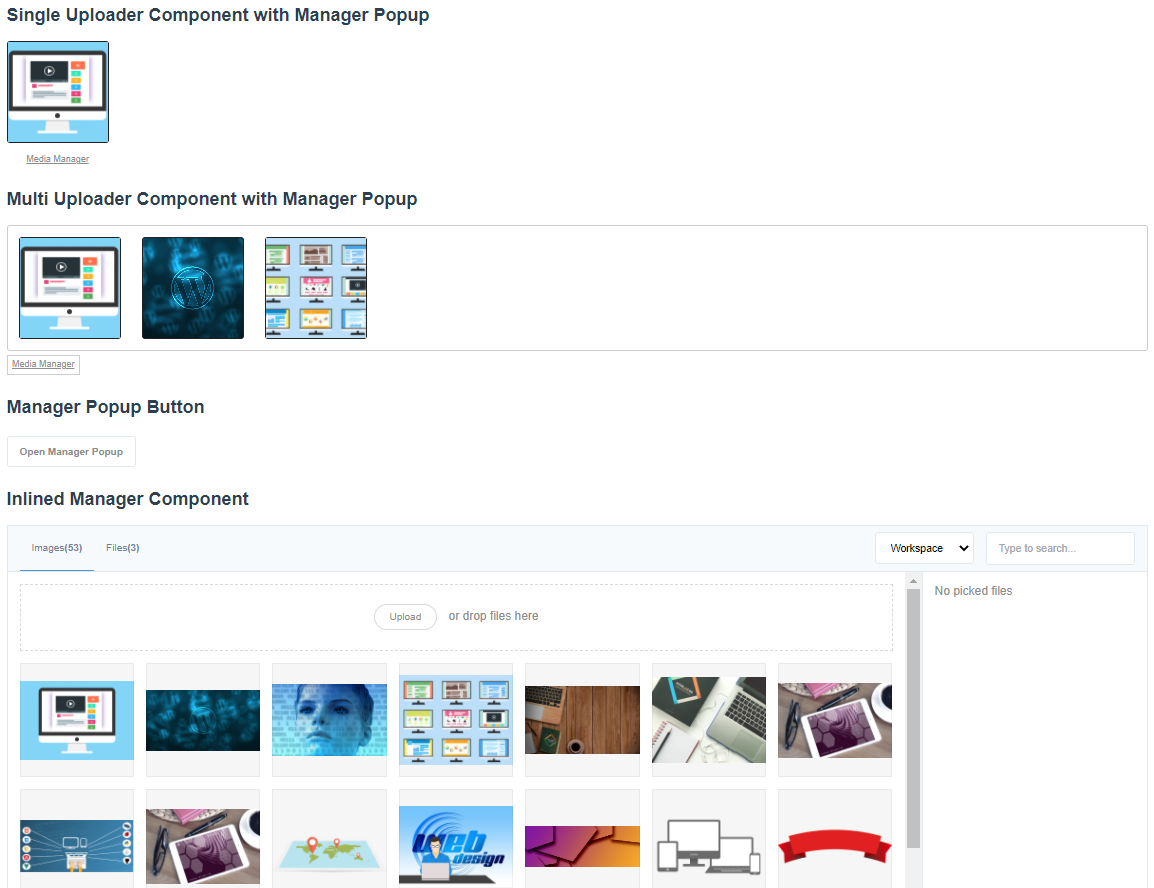 Single Uploader Component with Manager Popup
Media Manager
Multi Uploader Component with Manager Popup
Media Manager
Manager Popup Button
Open Manager Popup
Inlined Manager Component
Images(53) Files(3) Workspace Type to search...
Upload or drop files here
No picked files
web
design